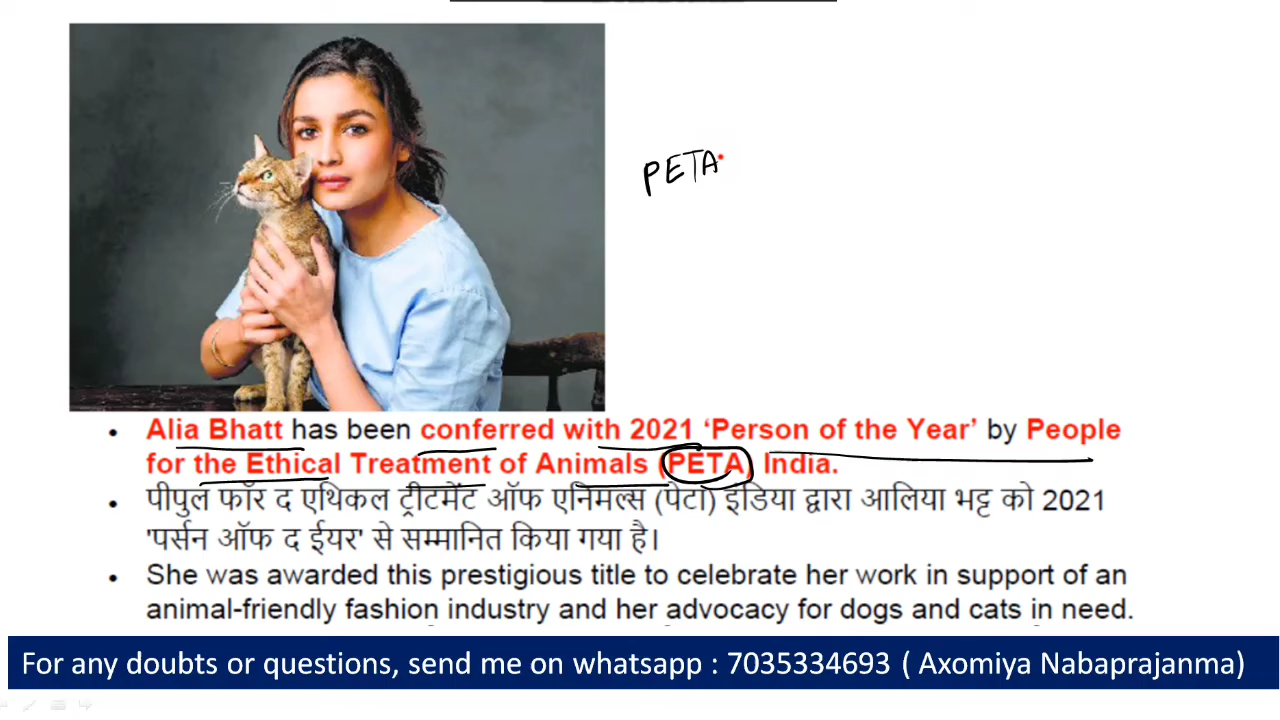 PETA
• Alia Bhatt has been conferred with 2021 ‘Person of the Year’ by People
for the Ethical Treatment of Animals (PETA) India.
• पीपुल फॉर द एथिकल ट्रीटमेंट ऑफ एनिमल्स (पेटा) इंडिया द्वारा आलिया भट्ट को 2021
'पर्सन ऑफ द ईयर' से सम्मानित किया गया है।
• She was awarded this prestigious title to celebrate her work in support of an
animal-friendly fashion industry and her advocacy for dogs and cats in need.
For any doubts or questions, send me on whatsapp : 7035334693 ( Axomiya Nabaprajanma)